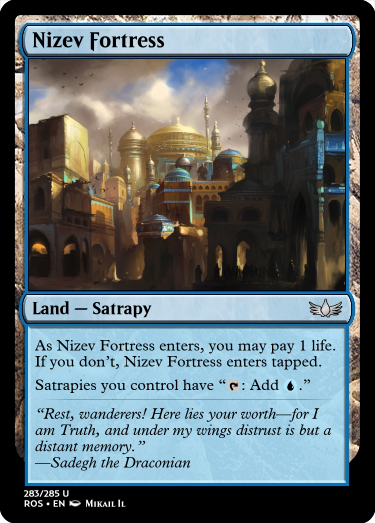 Nizev Fortress
Land — Satrapy
As Nizev Fortress enters, you may pay 1 life.
If you don't, Nizev Fortress enters tapped.
Satrapies you control have “: Add .”
“Rest, wanderers! Here lies your worth—for I
am Truth, and under my wings distrust is but a
distant memory.”
—Sadegh the Draconian
283/285 U
ROS • EN Mikail Il